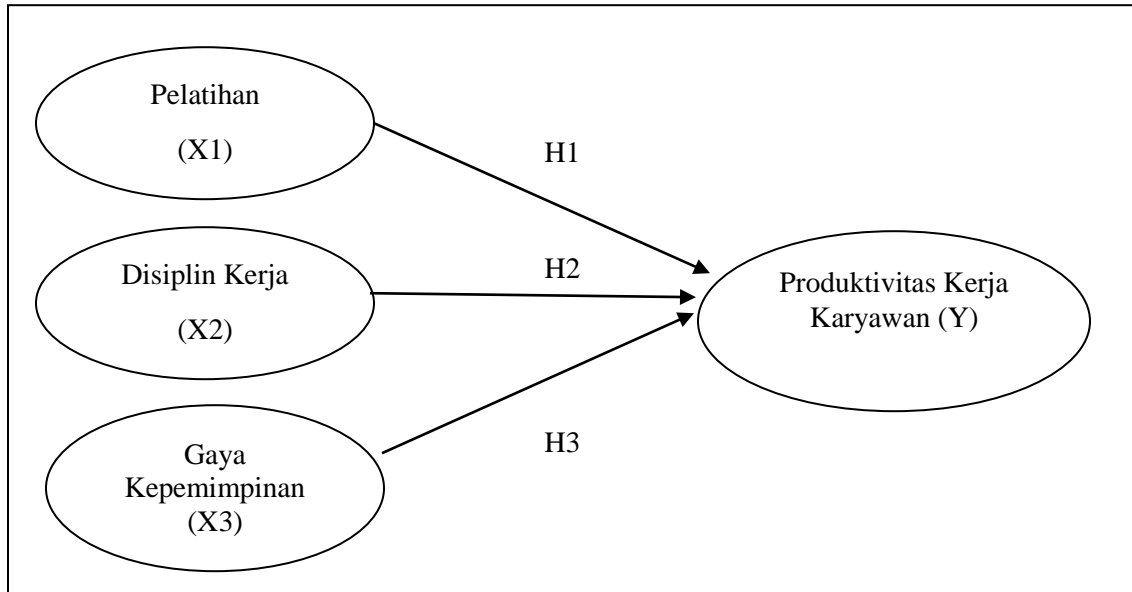 Pelatihan
(X1)
H1
Disiplin Kerja
(X2)
H2
Produktivitas Kerja
Karyawan (Y)
Gaya
Kepemimpinan
(X3)
H3